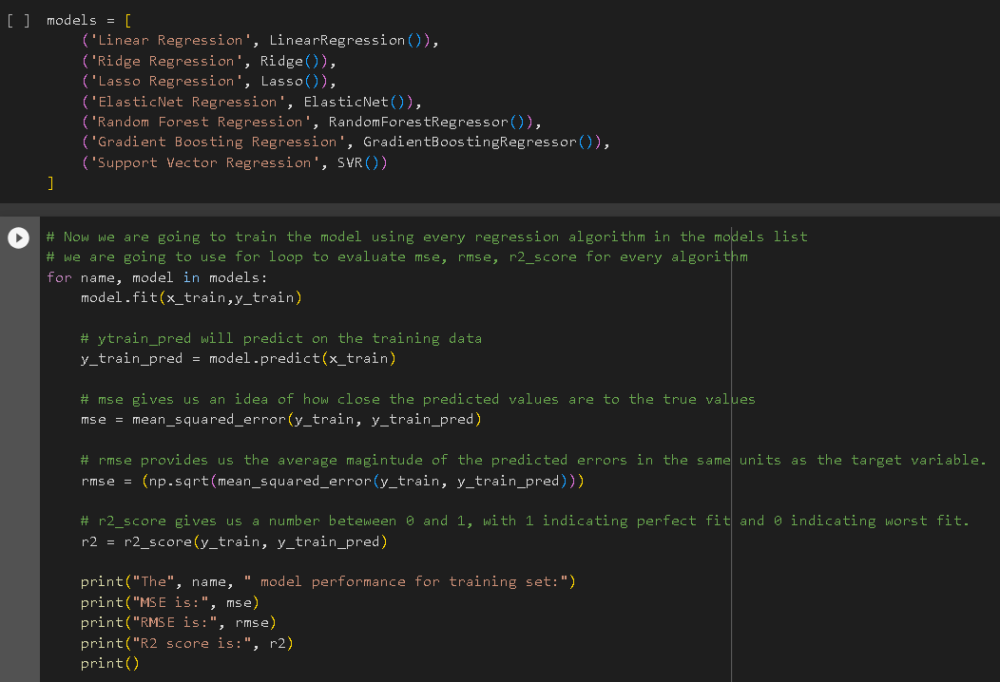 [ ] models = [
('Linear Regression', LinearRegression()),
('Ridge Regression', Ridge()),
('Lasso Regression', Lasso()),
('ElasticNet Regression', ElasticNet()),
('Random Forest Regression', RandomForestRegressor()),
('Gradient Boosting Regression', GradientBoostingRegressor()),
('Support Vector Regression', SVR())
]
# Now we are going to train the model using every regression algorithm in the models list
# we are going to use for loop to evaluate mse, rmse, r2_score for every algorithm
for name, model in models:
model.fit(x_train,y_train)
# ytrain_pred will predict on the training data
y_train_pred = model.predict(x_train)
# mse gives us an idea of how close the predicted values are to the true values
mse = mean_squared_error(y_train, y_train_pred)
# rmse provides us the average magintude of the predicted errors in the same units as the target variable.
rmse = (np.sqrt(mean_squared_error(y_train, y_train_pred)))
# r2_score gives us a number beteween 0 and 1, with 1 indicating perfect fit and 0 indicating worst fit.
r2 = r2_score(y_train, y_train_pred)
print("The", name, " model performance for training set:")
print("MSE is:", mse)
print("RMSE is:", rmse)
print("R2 score is:", r2)
print()